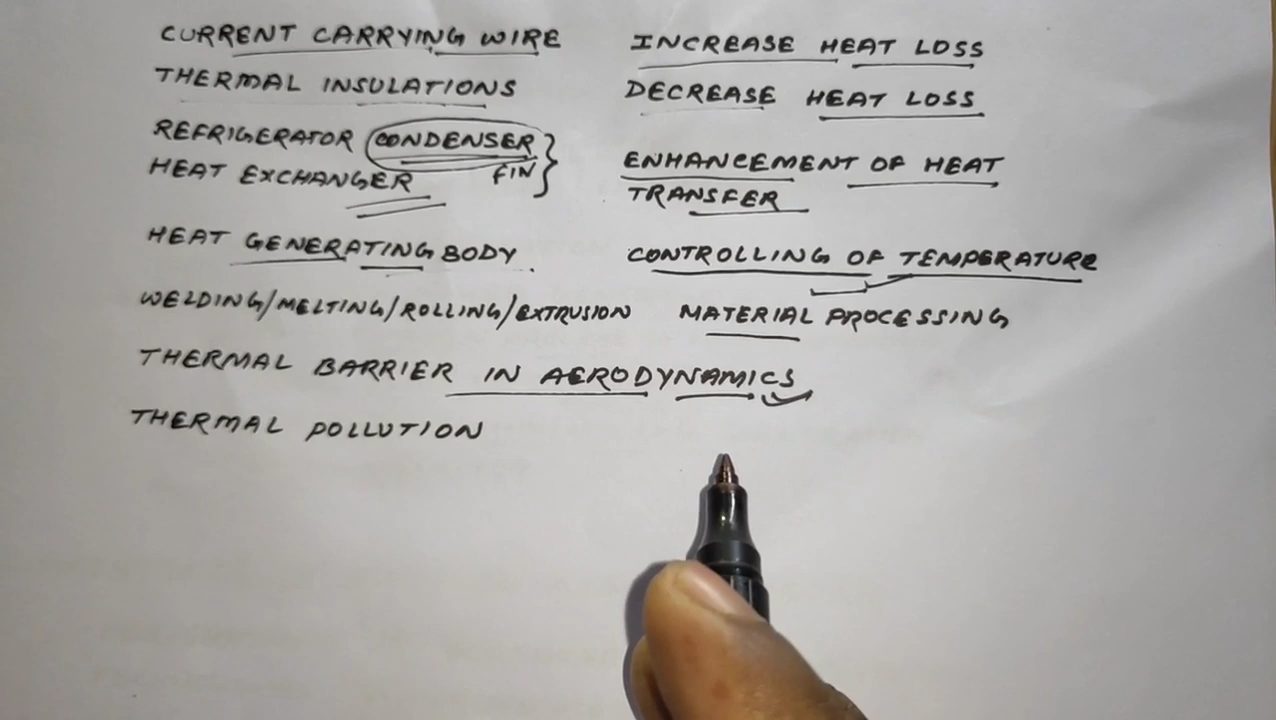 CURRENT CARRYING WIRE INCREASE HEAT LOSS
THERMAL INSULATIONS DECREASE HEAT LOSS
REFRIGERATOR CONDENSER
FIN
HEAT EXCHANGER
ENHANCEMENT OF HEAT
TRANSFER
HEAT GENERATING BODY. CONTROLLING OF TEMPERATURE
WELDING/MELTING/ROLLING/EXTRUSION MATERIAL PROCESSING
THERMAL BARRIER IN AERODYNAMICS
THERMAL POLLUTION